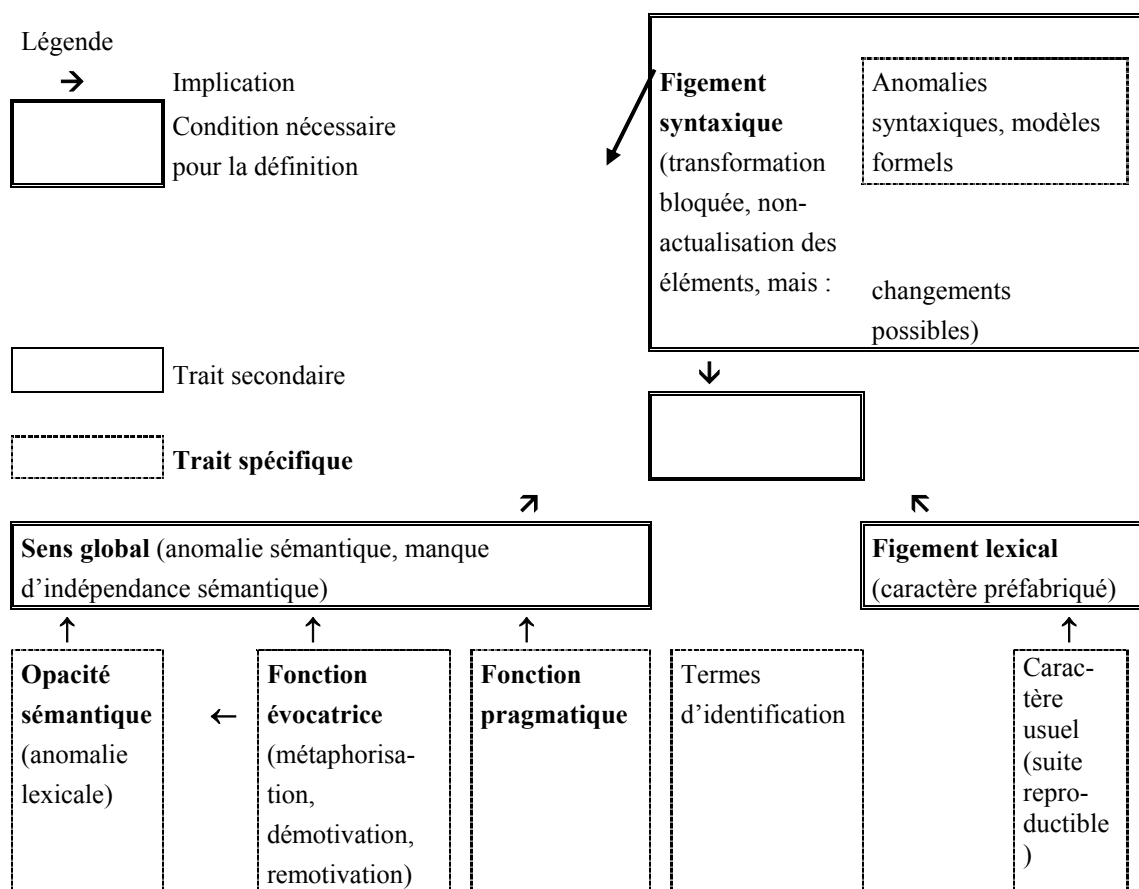 Légende
→ Implication
Condition nécessaire
pour la définition
Trait secondaire
Trait spécifique
Figement
syntaxique
(transformation
bloquée, non-
actualisation des
éléments, mais :
Anomalies
syntaxiques, modèles
formels
changements
possibles)
Sens global (anomalie sémantique, manque
d’indépendance sémantique)
Figement lexical
(caractère préfabriqué)
Opacité
sémantique
(anomalie
lexicale)
Fonction
évocatrice
(métaphorisa-
tion,
démotivation,
remotivation)
Fonction
pragmatique
Termes
d’identification
Carac-
tère
usuel
(suite
repro-
ductible
)